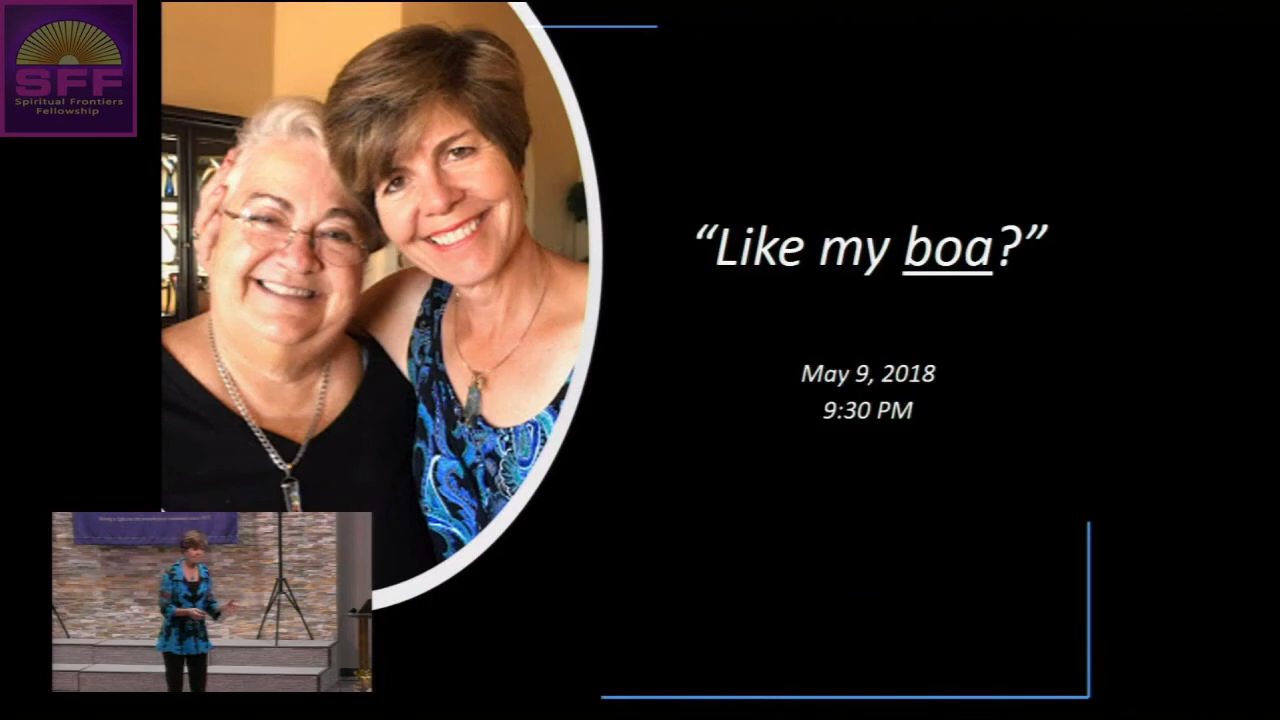 SFF
Spiritual Frontiers
Fellowship
“Like my boa?”
May 9, 2018
9:30 PM